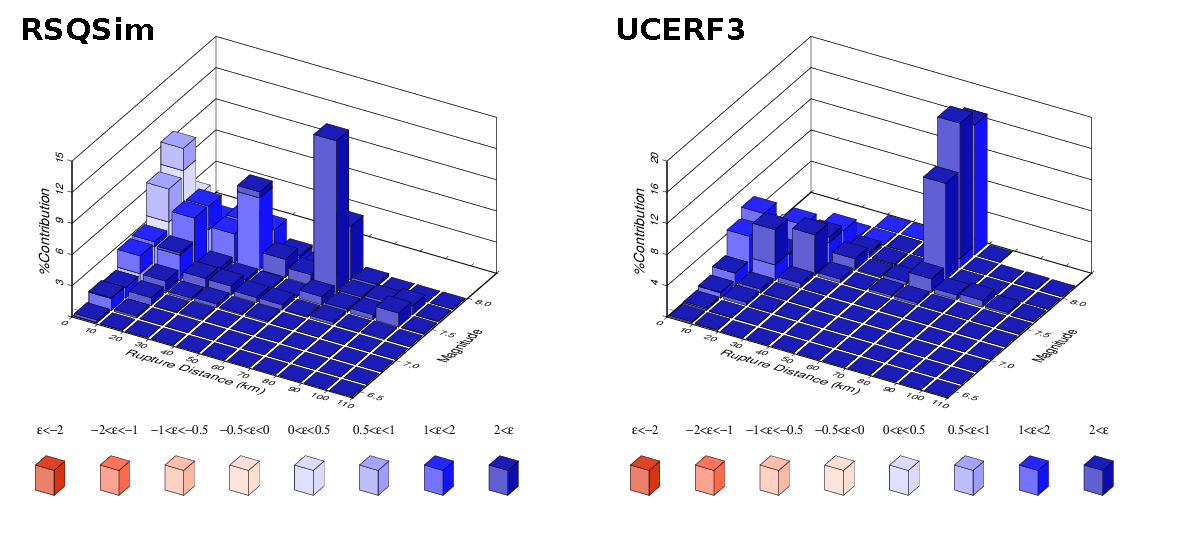 RSQSim
UCERF3
%Contribution
3
6
9
12
15
0
10
20
30
40
50
60
70
80
90
100
110
Rupture Distance (km)
6.5
7.0
7.5
8.0
Magnitude
ε<−2
−2<ε<−1
−1<ε<−0.5
−0.5<ε<0
0<ε<0.5
0.5<ε<1
1<ε<2
2<ε
%Contribution
4
8
12
16
20
0
10
20
30
40
50
60
70
80
90
100
110
Rupture Distance (km)
6.5
7.0
7.5
8.0
Magnitude
ε<−2
−2<ε<−1
−1<ε<−0.5
−0.5<ε<0
0<ε<0.5
0.5<ε<1
1<ε<2
2<ε